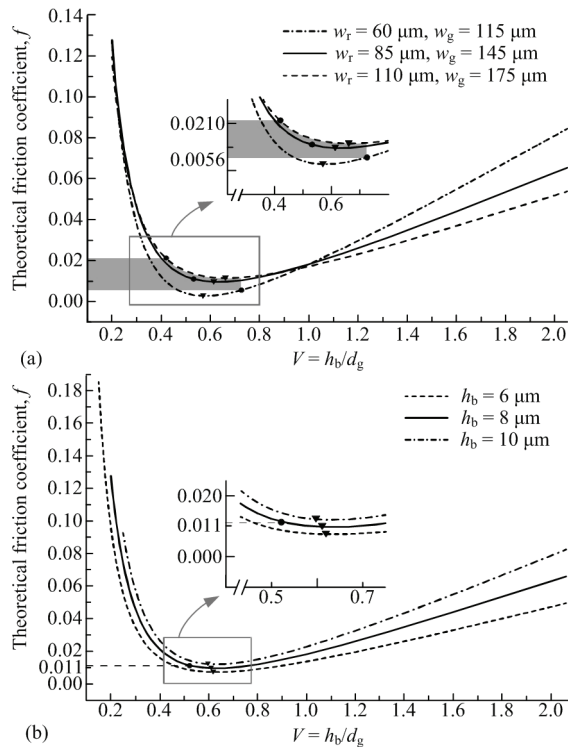 0.14
0.12
0.10
0.08
0.06
0.04
0.02
0.00
Theoretical friction coefficient, f
wr = 60 μm, wg = 115 μm
wr = 85 μm, wg = 145 μm
wr = 110 μm, wg = 175 μm
0.0210
0.0056
0.4 0.6
0.2 0.4 0.6 0.8 1.0 1.2 1.4 1.6 1.8 2.0
(a)
V = hb/dg
0.18
0.16
0.14
0.12
0.10
0.08
0.06
0.04
0.02
0.011
0.00
Theoretical friction coefficient, f
hb = 6 μm
hb = 8 μm
hb = 10 μm
0.020
0.011
0.000
0.5 0.7
0.2 0.4 0.6 0.8 1.0 1.2 1.4 1.6 1.8 2.0
(b)
V = hb/dg